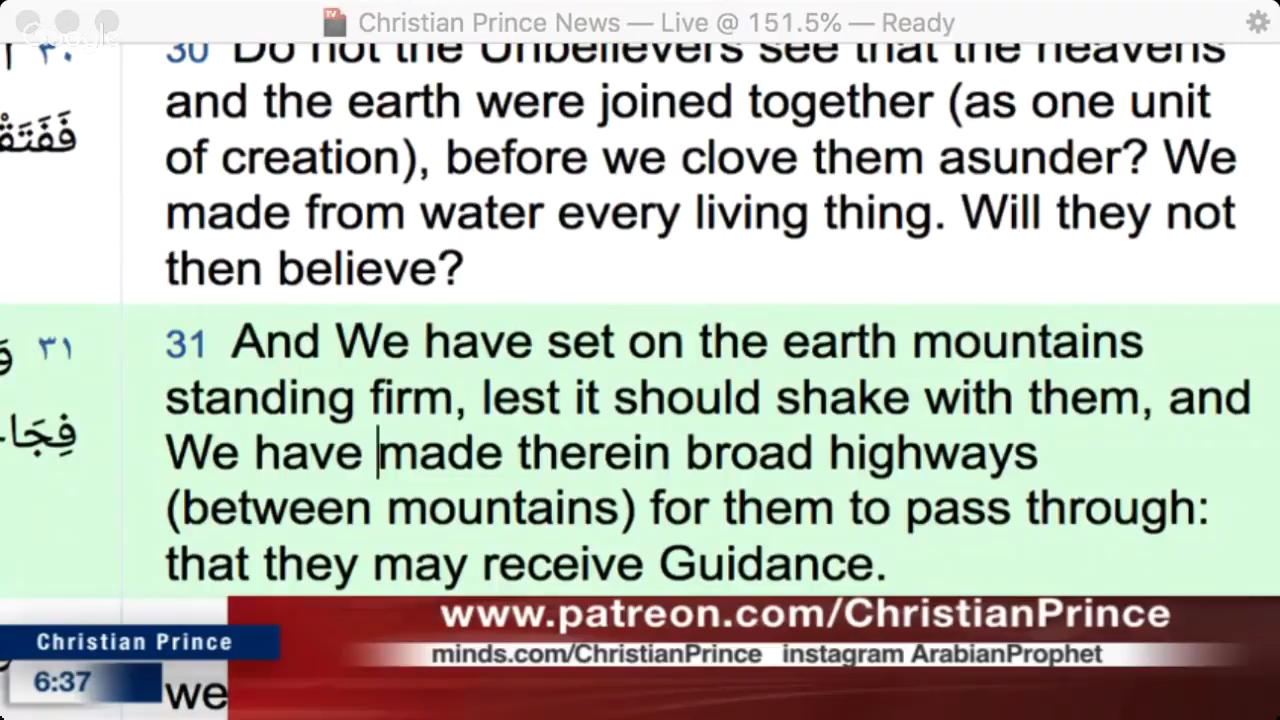 Christian Prince News — Live @ 151.5% — Ready
Google
٣٠ 30 Do not the Unbelievers see that the heavens
and the earth were joined together (as one unit
of creation), before we clove them asunder? We
made from water every living thing. Will they not
then believe?
٣١ 31 And We have set on the earth mountains
standing firm, lest it should shake with them, and
We have made therein broad highways
(between mountains) for them to pass through:
that they may receive Guidance.
www.patreon.com/ChristianPrince
Christian Prince
minds.com/ChristianPrince instagram ArabianProphet
6:37
we